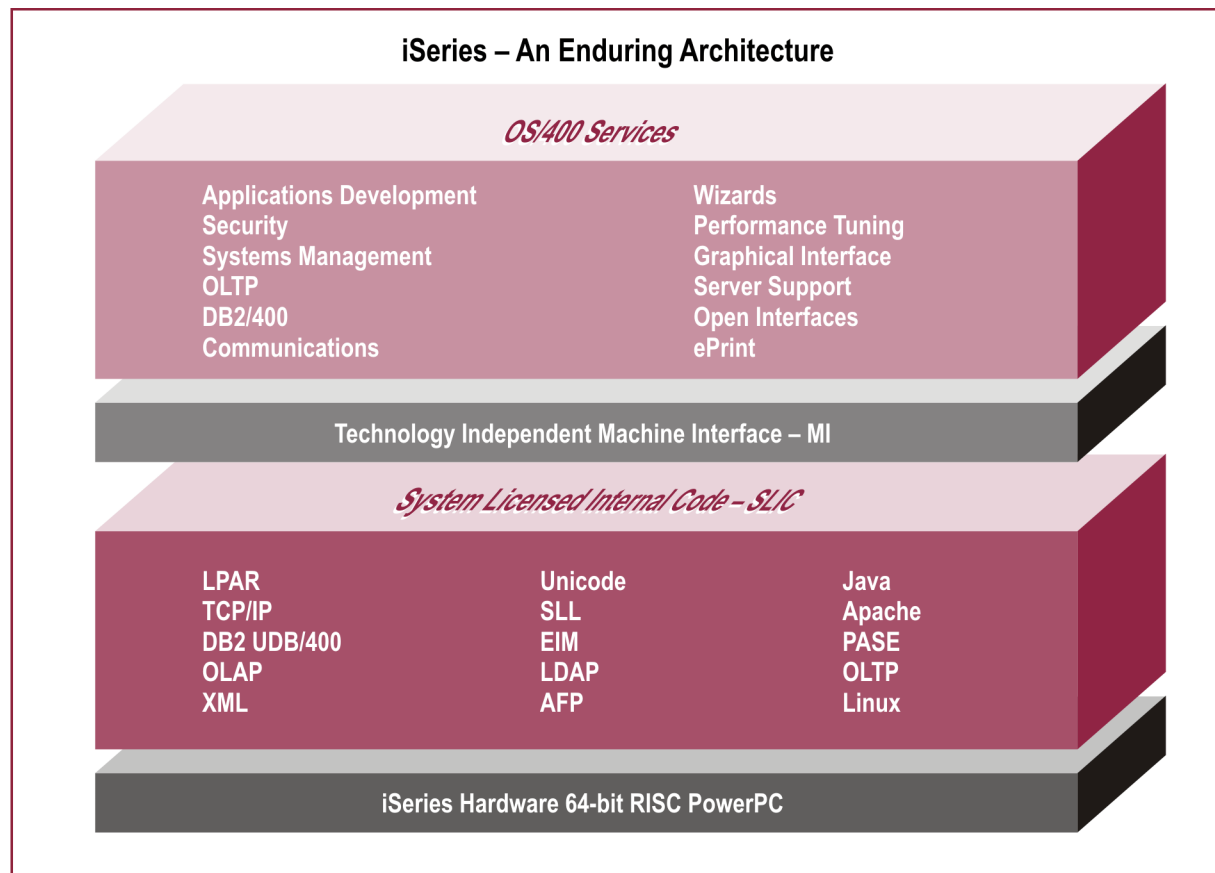 iSeries – An Enduring Architecture
OS/400 Services
Applications Development
Security
Systems Management
OLTP
DB2/400
Communications
Wizards
Performance Tuning
Graphical Interface
Server Support
Open Interfaces
ePrint
Technology Independent Machine Interface – MI
System Licensed Internal Code – SLIC
LPAR
TCP/IP
DB2 UDB/400
OLAP
XML
Unicode
SLL
EIM
LDAP
AFP
Java
Apache
PASE
OLTP
Linux
iSeries Hardware 64-bit RISC PowerPC